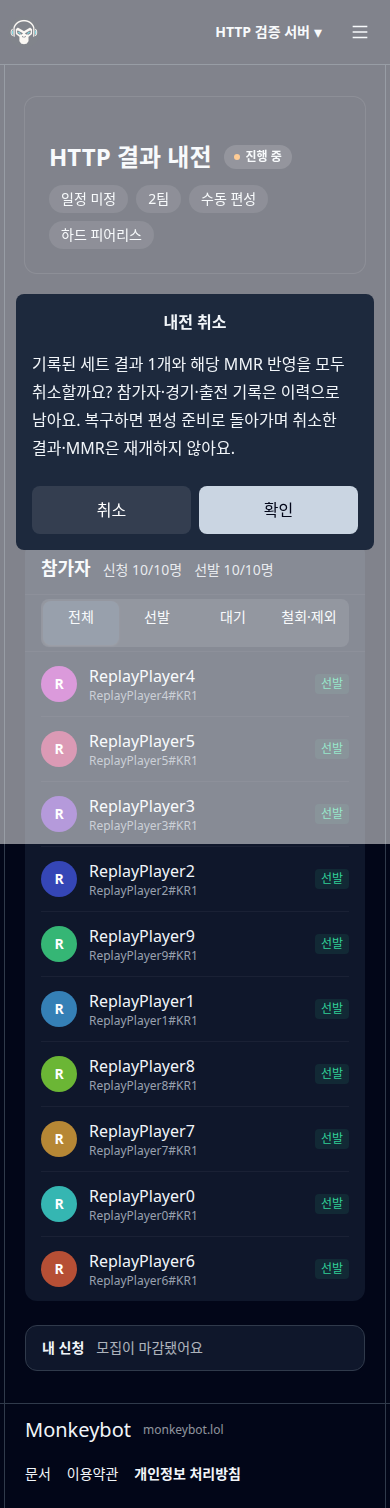 HTTP 검증 서버 ▾
HTTP 결과 내전 진행 중
일정 미정 2팀 수동 편성
하드 피어리스
내전 취소
기록된 세트 결과 1개와 해당 MMR 반영을 모두
취소할까요? 참가자·경기·출전 기록은 이력으로
남아요. 복구하면 편성 준비로 돌아가며 취소한
결과·MMR은 재개하지 않아요.
취소 확인
참가자 신청 10/10명 선발 10/10명
전체 선발 대기 철회·제외
R ReplayPlayer4 선발
ReplayPlayer4#KR1
R ReplayPlayer5 선발
ReplayPlayer5#KR1
R ReplayPlayer3 선발
ReplayPlayer3#KR1
R ReplayPlayer2 선발
ReplayPlayer2#KR1
R ReplayPlayer9 선발
ReplayPlayer9#KR1
R ReplayPlayer1 선발
ReplayPlayer1#KR1
R ReplayPlayer8 선발
ReplayPlayer8#KR1
R ReplayPlayer7 선발
ReplayPlayer7#KR1
R ReplayPlayer0 선발
ReplayPlayer0#KR1
R ReplayPlayer6 선발
ReplayPlayer6#KR1
내 신청 모집이 마감됐어요
Monkeybot monkeybot.lol
문서 이용약관 개인정보 처리방침